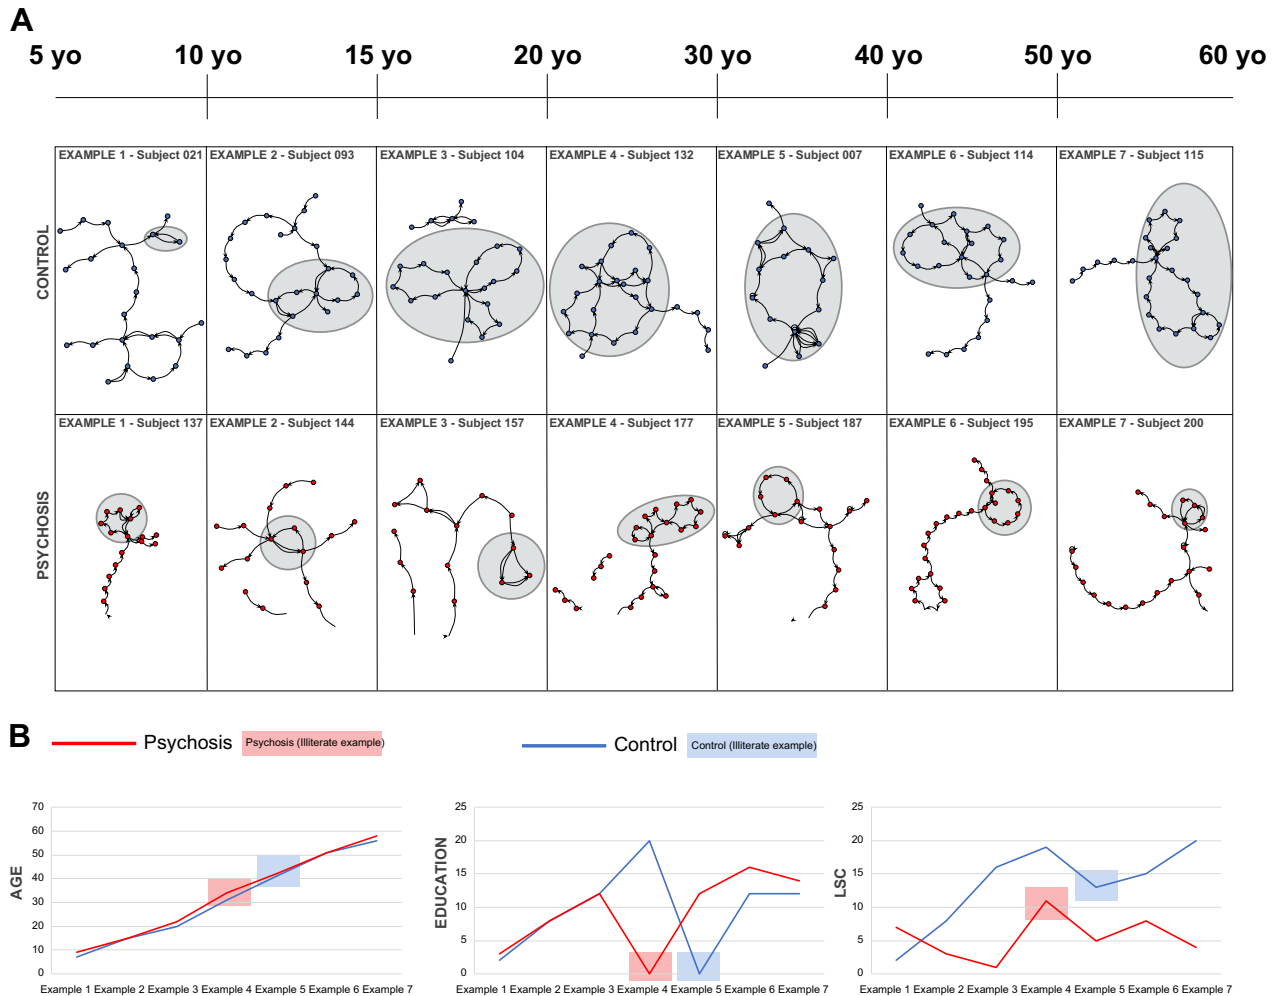 A
5 yo 10 yo 15 yo 20 yo 30 yo 40 yo 50 yo 60 yo
CONTROL
EXAMPLE 1 - Subject 021 EXAMPLE 2 - Subject 093 EXAMPLE 3 - Subject 104 EXAMPLE 4 - Subject 132 EXAMPLE 5 - Subject 007 EXAMPLE 6 - Subject 114 EXAMPLE 7 - Subject 115
PSYCHOSIS
EXAMPLE 1 - Subject 137 EXAMPLE 2 - Subject 144 EXAMPLE 3 - Subject 157 EXAMPLE 4 - Subject 177 EXAMPLE 5 - Subject 187 EXAMPLE 6 - Subject 195 EXAMPLE 7 - Subject 200
B
Psychosis Psychosis (Illiterate example) Control Control (Illiterate example)
AGE
70
60
50
40
30
20
10
0
Example 1 Example 2 Example 3 Example 4 Example 5 Example 6 Example 7
EDUCATION
25
20
15
10
5
0
Example 1 Example 2 Example 3 Example 4 Example 5 Example 6 Example 7
LSC
25
20
15
10
5
0
Example 1 Example 2 Example 3 Example 4 Example 5 Example 6 Example 7